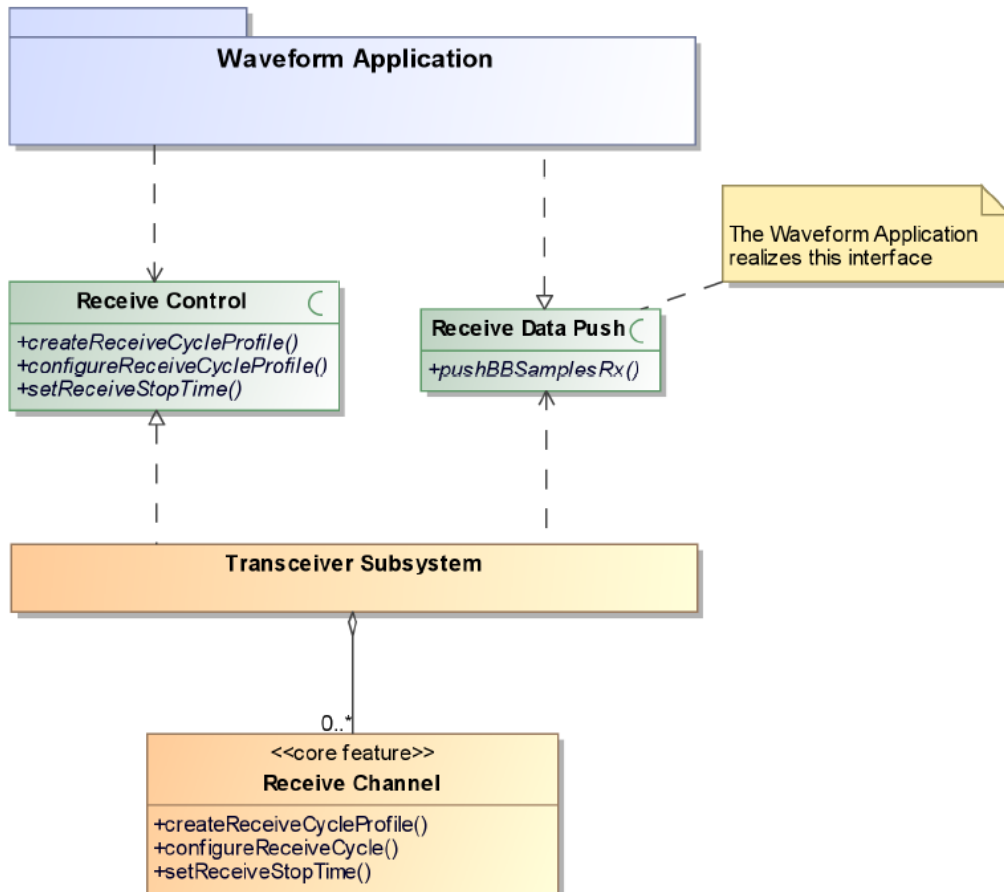 Waveform Application
The Waveform Application
realizes this interface
Receive Control
+createReceiveCycleProfile()
+configureReceiveCycleProfile()
+setReceiveStopTime()
Receive Data Push
+pushBBSamplesRx()
Transceiver Subsystem
0..*
<<core feature>>
Receive Channel
+createReceiveCycleProfile()
+configureReceiveCycle()
+setReceiveStopTime()